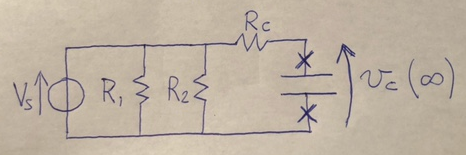 Rc
Vs R1 R2 vc(∞)